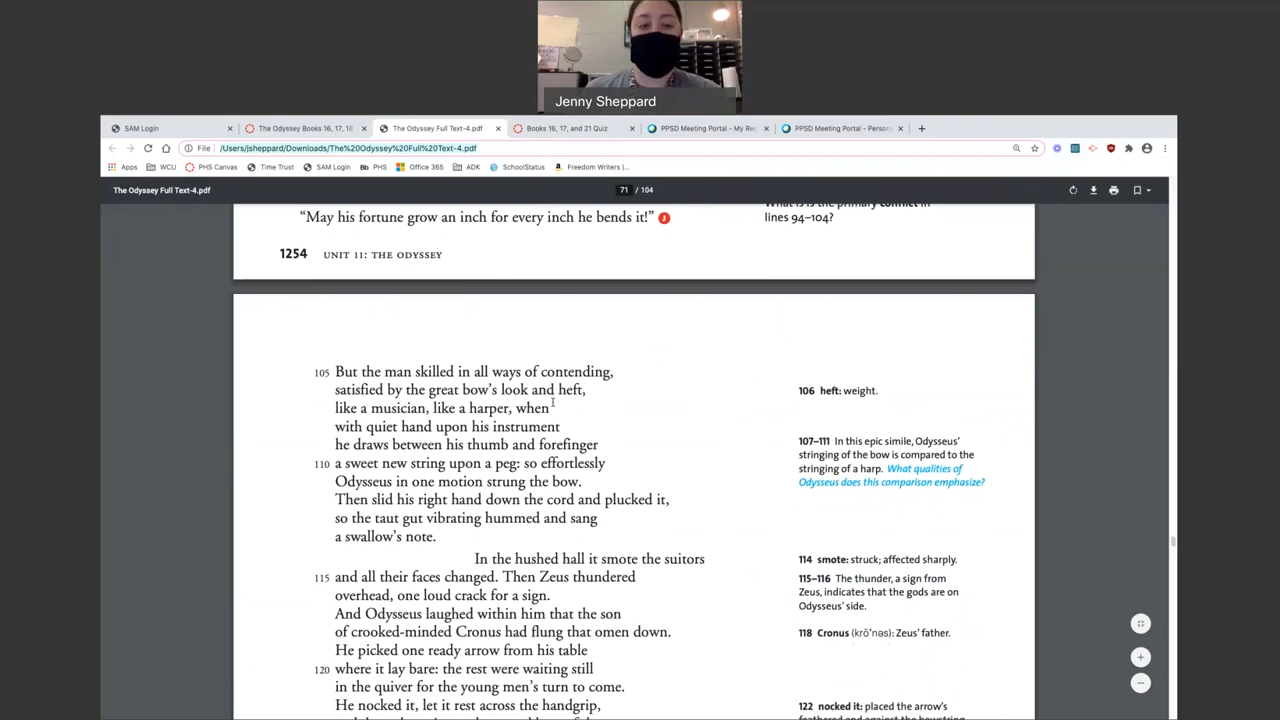 Jenny Sheppard
SAM Login
The Odyssey Books 16, 17, 18,
The Odyssey Full Text-4.pdf
Books 16, 17, and 21 Quiz
PPSD Meeting Portal - My Re
PPSD Meeting Portal - Person
File /Users/jsheppard/Downloads/The%20Odyssey%20Full%20Text-4.pdf
Apps WCU PHS Canvas Time Trust SAM Login PHS Office 365 ADK SchoolStatus Freedom Writers |...
The Odyssey Full Text-4.pdf
71 / 104
What is is the primary conflict in
"May his fortune grow an inch for every inch he bends it!" J
lines 94–104?
1254 UNIT 11: THE ODYSSEY
105 But the man skilled in all ways of contending,
satisfied by the great bow's look and heft,
like a musician, like a harper, when
with quiet hand upon his instrument
he draws between his thumb and forefinger
110 a sweet new string upon a peg: so effortlessly
Odysseus in one motion strung the bow.
Then slid his right hand down the cord and plucked it,
so the taut gut vibrating hummed and sang
a swallow's note.
In the hushed hall it smote the suitors
115 and all their faces changed. Then Zeus thundered
overhead, one loud crack for a sign.
And Odysseus laughed within him that the son
of crooked-minded Cronus had flung that omen down.
He picked one ready arrow from his table
120 where it lay bare: the rest were waiting still
in the quiver for the young men's turn to come.
He nocked it, let it rest across the handgrip,
106 heft: weight.
107–111 In this epic simile, Odysseus'
stringing of the bow is compared to the
stringing of a harp. What qualities of
Odysseus does this comparison emphasize?
114 smote: struck; affected sharply.
115–116 The thunder, a sign from
Zeus, indicates that the gods are on
Odysseus' side.
118 Cronus (krō′nəs): Zeus' father.
122 nocked it: placed the arrow's